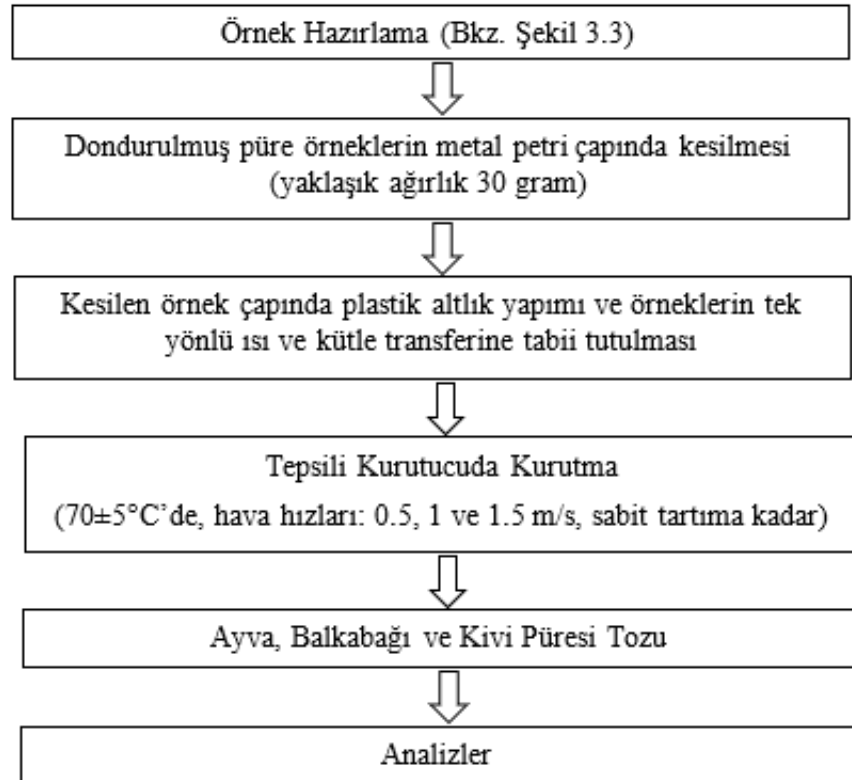 Örnek Hazırlama (Bkz. Şekil 3.3)
Dondurulmuş püre örneklerin metal petri çapında kesilmesi
(yaklaşık ağırlık 30 gram)
Kesilen örnek çapında plastik altlık yapımı ve örneklerin tek
yönlü ısı ve kütle transferine tabii tutulması
Tepsili Kurutucuda Kurutma
(70±5°C'de, hava hızları: 0.5, 1 ve 1.5 m/s, sabit tartıma kadar)
Ayva, Balkabağı ve Kivi Püresi Tozu
Analizler